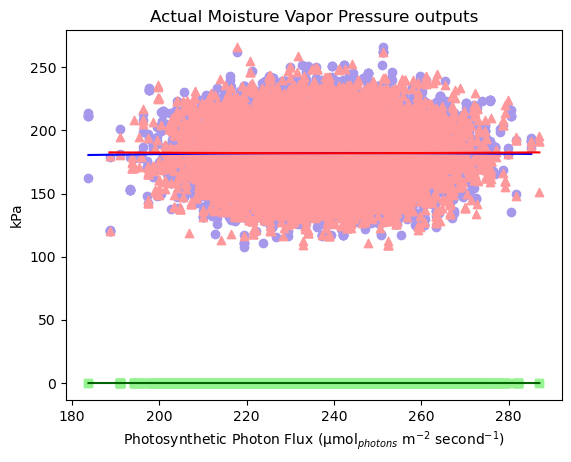 Actual Moisture Vapor Pressure outputs
kPa
250
200
150
100
50
0
180 200 220 240 260 280
Photosynthetic Photon Flux (μmol$_{photons}$ m$^{-2}$ second$^{-1}$)